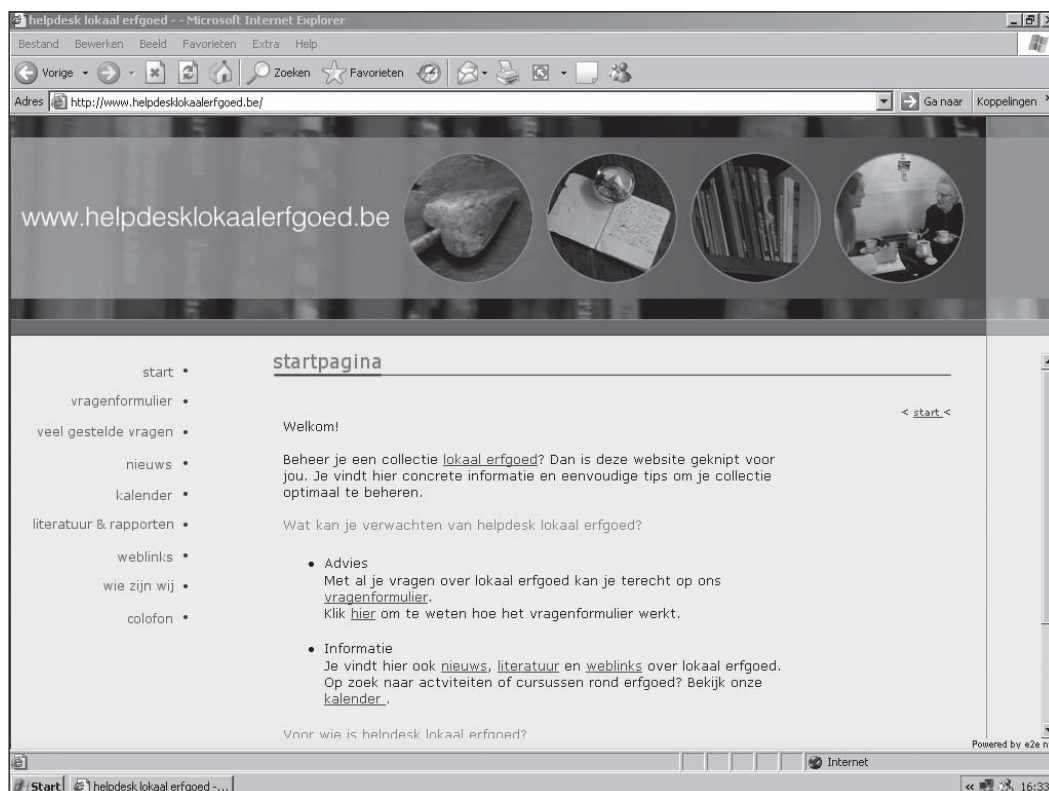 helpdesk lokaal erfgoed - - Microsoft Internet Explorer
Bestand Bewerken Beeld Favorieten Extra Help
Vorige Zoeken Favorieten
Adres http://www.helpdesklokaalerfgoed.be/ Ga naar Koppelingen
www.helpdesklokaalerfgoed.be
start •
vragenformulier •
veel gestelde vragen •
nieuws •
kalender •
literatuur & rapporten •
weblinks •
wie zijn wij •
colofon •
startpagina
< start <
Welkom!
Beheer je een collectie lokaal erfgoed? Dan is deze website geknipt voor
jou. Je vindt hier concrete informatie en eenvoudige tips om je collectie
optimaal te beheren.
Wat kan je verwachten van helpdesk lokaal erfgoed?
• Advies
Met al je vragen over lokaal erfgoed kan je terecht op ons
vragenformulier.
Klik hier om te weten hoe het vragenformulier werkt.
• Informatie
Je vindt hier ook nieuws, literatuur en weblinks over lokaal erfgoed.
Op zoek naar actviteiten of cursussen rond erfgoed? Bekijk onze
kalender .
Voor wie is helpdesk lokaal erfgoed?
Powered by e2e n
Internet
Start helpdesk lokaal erfgoed -... « 16:33